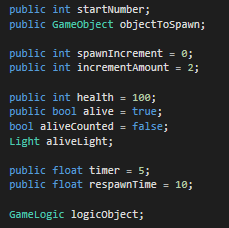 public int startNumber;
public GameObject objectToSpawn;
public int spawnIncrement = 0;
public int incrementAmount = 2;
public int health = 100;
public bool alive = true;
bool aliveCounted = false;
Light aliveLight;
public float timer = 5;
public float respawnTime = 10;
GameLogic logicObject;